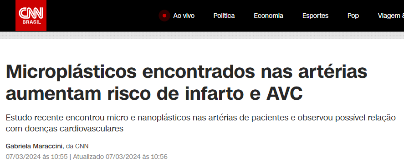 CNN
BRASIL
Ao vivo Política Economia Esportes Pop Viagem &
Microplásticos encontrados nas artérias
aumentam risco de infarto e AVC
Estudo recente encontrou micro e nanoplásticos nas artérias de pacientes e observou possível relação
com doenças cardiovasculares
Gabriela Maraccini, da CNN
07/03/2024 às 10:55 | Atualizado 07/03/2024 às 10:56